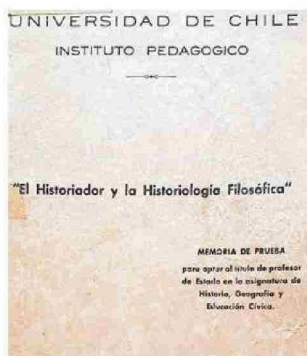 UNIVERSIDAD DE CHILE
INSTITUTO PEDAGOGICO
"El Historiador y la Historiología Filosófica"
MEMORIA DE PRUEBA
para optar al título de profesor
de Estado en la asignatura de
Historia, Geografía y
Educación Cívica.